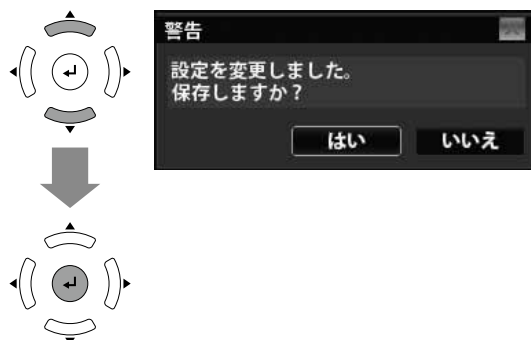 警告
設定を変更しました。
保存しますか？
はい いいえ